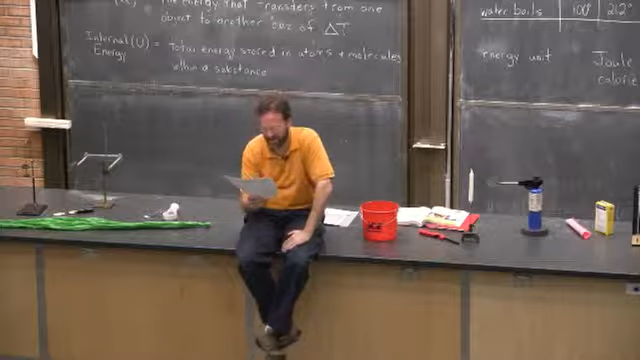 The energy that transfers from one
object to another 'cuz of ΔT
Internal (U) = Total energy stored in atoms + molecules
Energy
within a substance
water boils 100° 212°
energy unit Joule
calorie